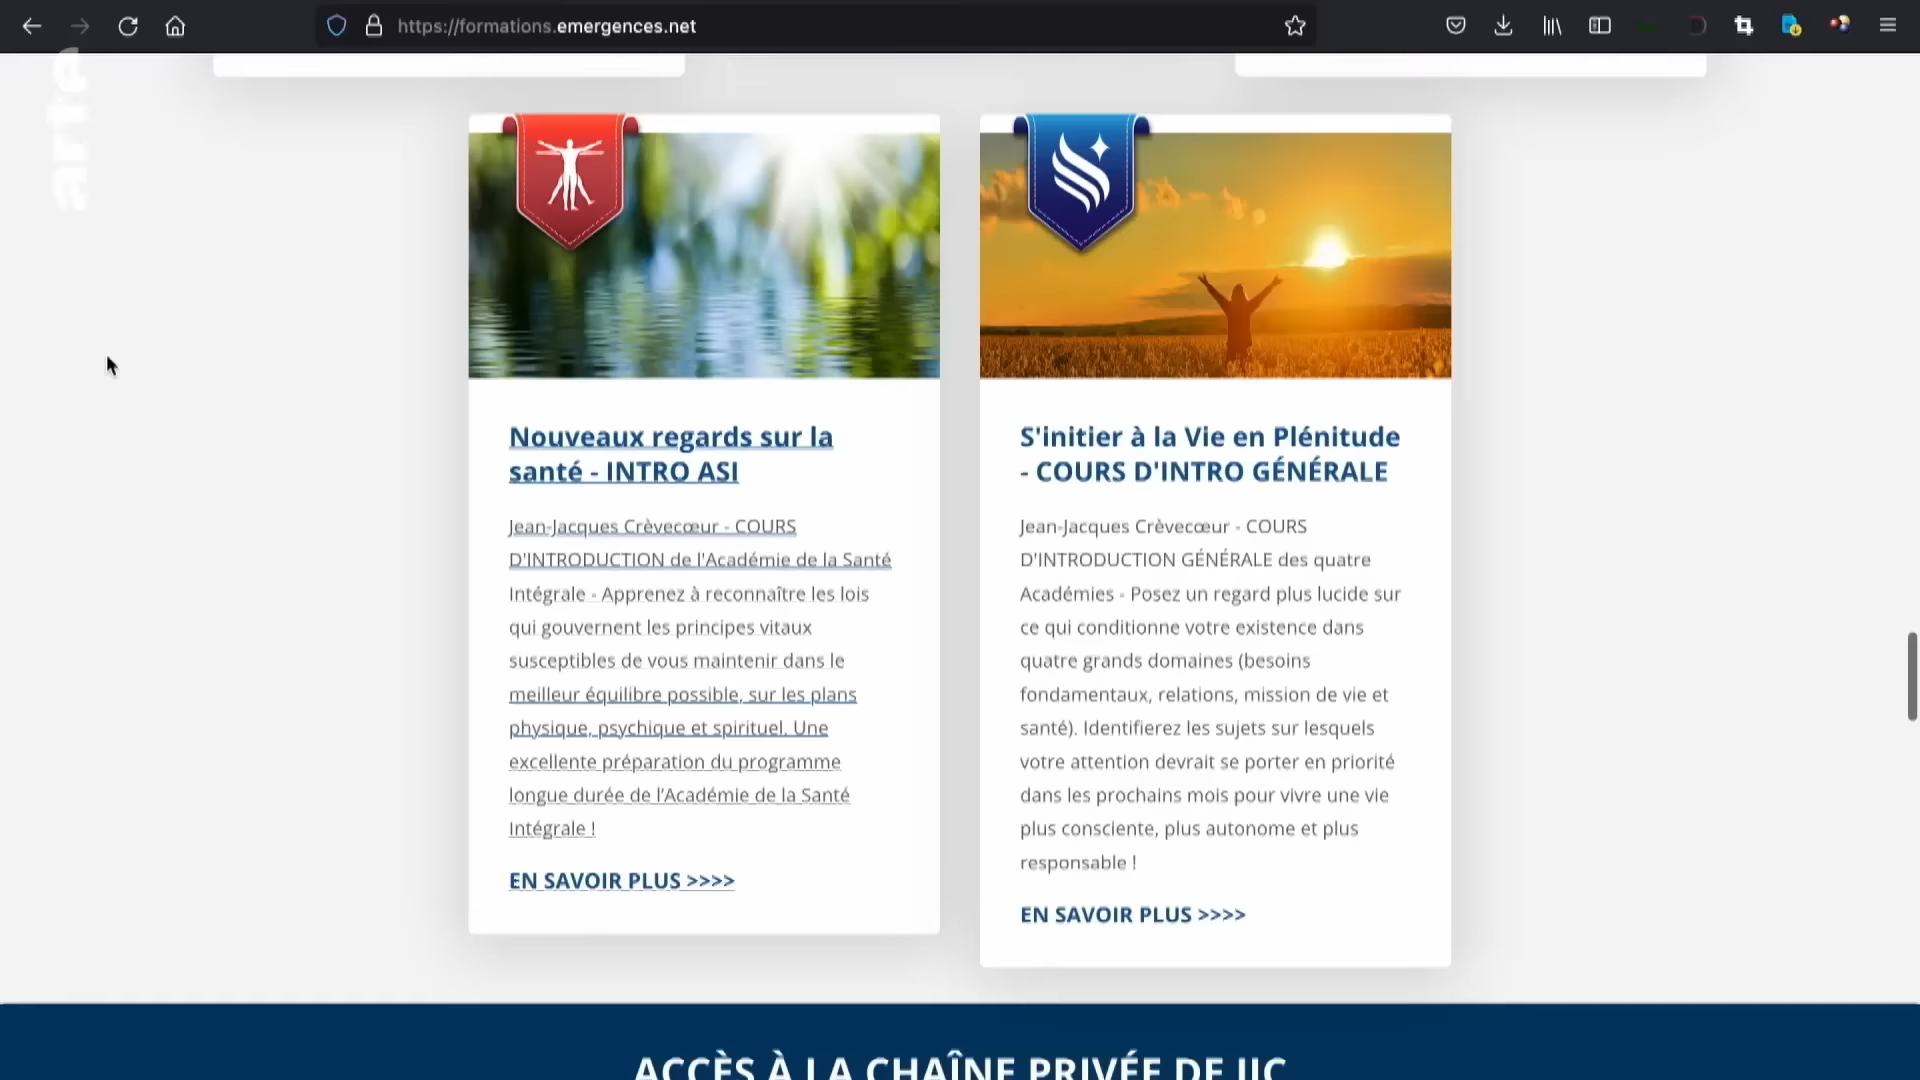 https://formations.emergences.net
arte
Nouveaux regards sur la
santé - INTRO ASI
Jean-Jacques Crèvecœur - COURS
D'INTRODUCTION de l'Académie de la Santé
Intégrale - Apprenez à reconnaître les lois
qui gouvernent les principes vitaux
susceptibles de vous maintenir dans le
meilleur équilibre possible, sur les plans
physique, psychique et spirituel. Une
excellente préparation du programme
longue durée de l’Académie de la Santé
Intégrale !
EN SAVOIR PLUS >>>>
S'initier à la Vie en Plénitude
- COURS D'INTRO GÉNÉRALE
Jean-Jacques Crèvecœur - COURS
D'INTRODUCTION GÉNÉRALE des quatre
Académies - Posez un regard plus lucide sur
ce qui conditionne votre existence dans
quatre grands domaines (besoins
fondamentaux, relations, mission de vie et
santé). Identifierez les sujets sur lesquels
votre attention devrait se porter en priorité
dans les prochains mois pour vivre une vie
plus consciente, plus autonome et plus
responsable !
EN SAVOIR PLUS >>>>
ACCÈS À LA CHAÎNE PRIVÉE DE JJC